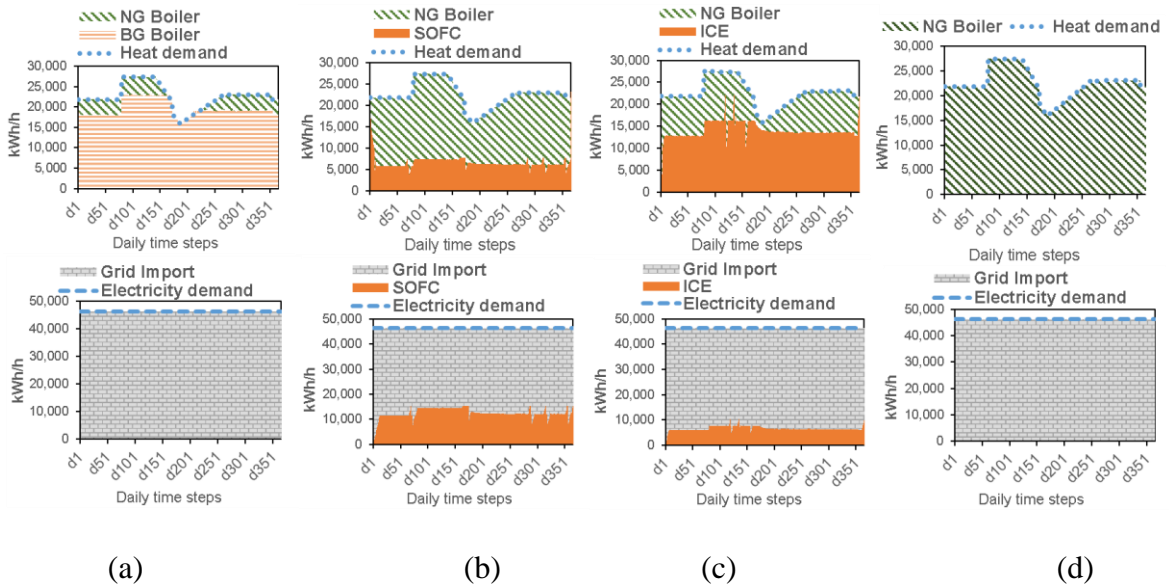 NG Boiler
BG Boiler
Heat demand
30,000
25,000
20,000
15,000
10,000
5,000
0
kWh/h
d1
d51
d101
d151
d201
d251
d301
d351
Daily time steps
NG Boiler
SOFC
Heat demand
30,000
25,000
20,000
15,000
10,000
5,000
0
kWh/h
d1
d51
d101
d151
d201
d251
d301
d351
Daily time steps
NG Boiler
ICE
Heat demand
30,000
25,000
20,000
15,000
10,000
5,000
0
kWh/h
d1
d51
d101
d151
d201
d251
d301
d351
Daily time steps
NG Boiler Heat demand
30,000
25,000
20,000
15,000
10,000
5,000
0
kWh/h
d1
d51
d101
d151
d201
d251
d301
d351
Daily time steps
Grid Import
Electricity demand
50,000
40,000
30,000
20,000
10,000
0
kWh/h
d1
d51
d101
d151
d201
d251
d301
d351
Daily time steps
Grid Import
SOFC
Electricity demand
50,000
40,000
30,000
20,000
10,000
0
kWh/h
d1
d51
d101
d151
d201
d251
d301
d351
Daily time steps
Grid Import
ICE
Electricity demand
50,000
40,000
30,000
20,000
10,000
0
kWh/h
d1
d51
d101
d151
d201
d251
d301
d351
Daily time steps
Grid Import
Electricity demand
50,000
40,000
30,000
20,000
10,000
0
kWh/h
d1
d51
d101
d151
d201
d251
d301
d351
Daily time steps
(a) (b) (c) (d)